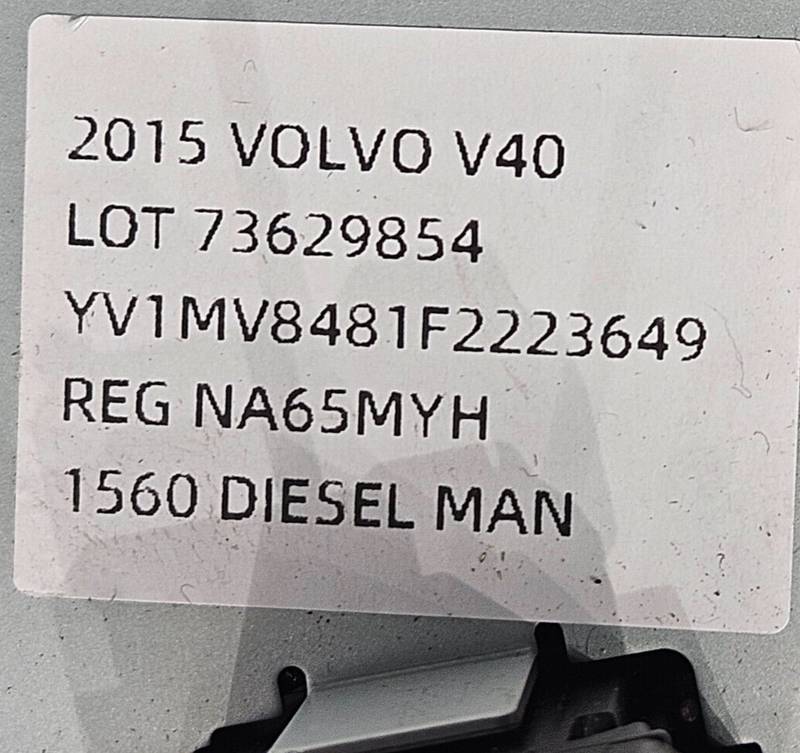 2015 VOLVO V40
LOT 73629854
YV1MV8481F2223649
REG NA65MYH
1560 DIESEL MAN